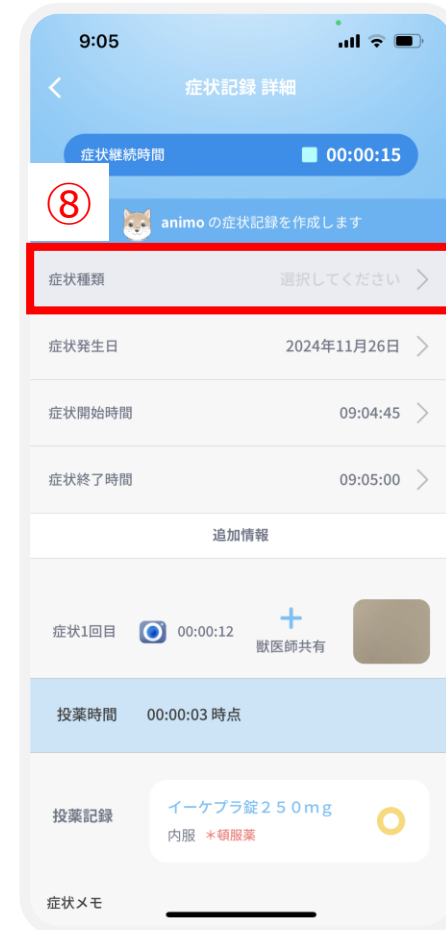 9:05
症状記録 詳細
症状継続時間 00:00:15
⑧
animo の症状記録を作成します
症状種類 選択してください
症状発生日 2024年11月26日
症状開始時間 09:04:45
症状終了時間 09:05:00
追加情報
症状1回目 00:00:12 獣医師共有
投薬時間 00:00:03 時点
投薬記録 イーケプラ錠250mg
内服 *頓服薬
症状メモ